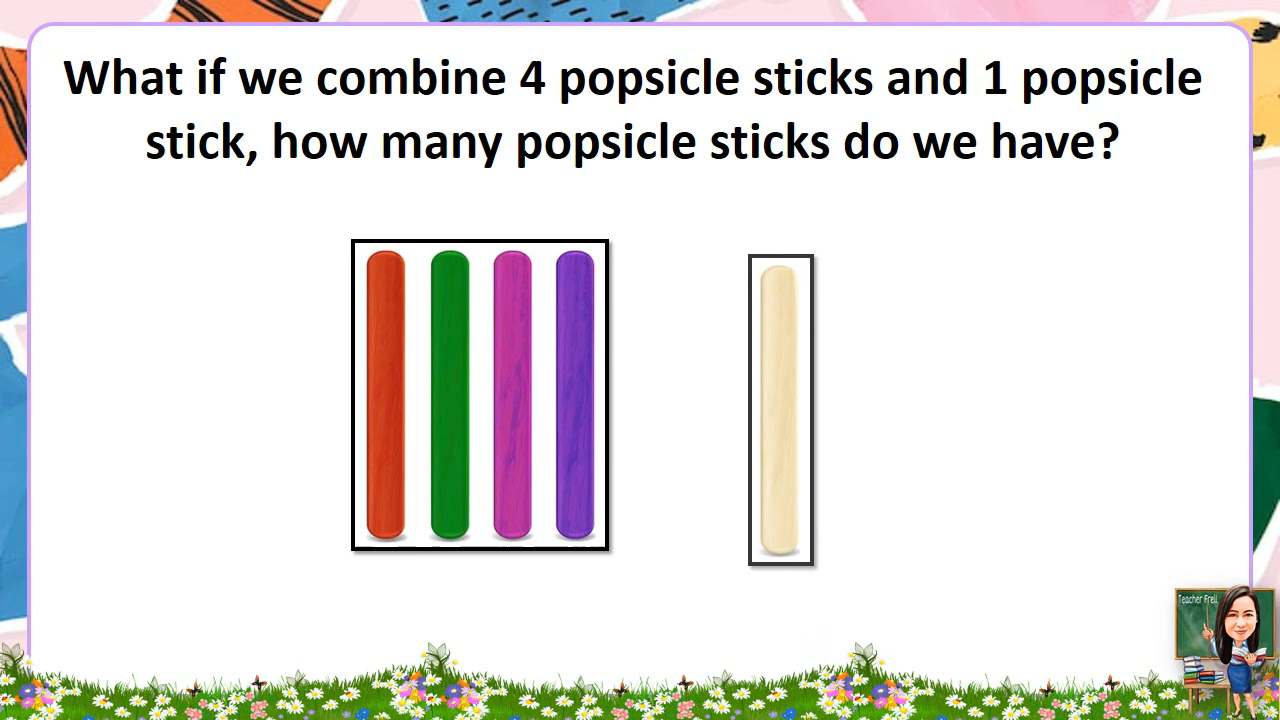 What if we combine 4 popsicle sticks and 1 popsicle
stick, how many popsicle sticks do we have?
Teacher Frell